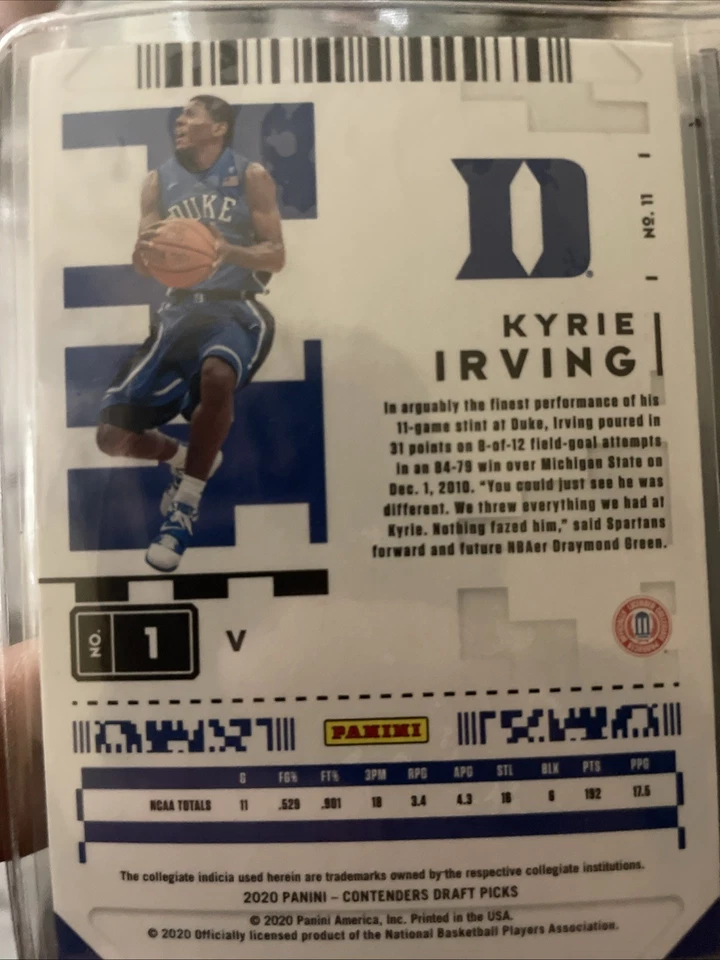 DUKE
D
No. 11
KYRIE
IRVING
In arguably the finest performance of his
11-game stint at Duke, Irving poured in
31 points on 8-of-12 field-goal attempts
in an 84-79 win over Michigan State on
Dec. 1, 2010. “You could just see he was
different. We threw everything we had at
Kyrie. Nothing fazed him,” said Spartans
forward and future NBAer Draymond Green.
NO. 1 V
PANINI
G FG% FT% 3PM RPG APG STL BLK PTS PPG
NCAA TOTALS 11 .529 .901 18 3.4 4.3 16 6 192 17.5
The collegiate indicia used herein are trademarks owned by the respective collegiate institutions.
2020 PANINI – CONTENDERS DRAFT PICKS
© 2020 Panini America, Inc. Printed in the USA.
© 2020 Officially licensed product of the National Basketball Players Association.